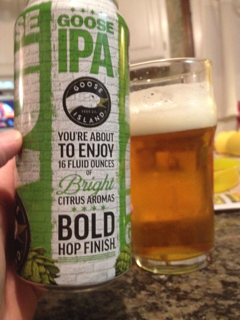 GOOSE
IPA
GOOSE
ISLAND
YOU'RE ABOUT
TO ENJOY
16 FLUID OUNCES
OF
Bright
CITRUS AROMAS
BOLD
HOP FINISH.